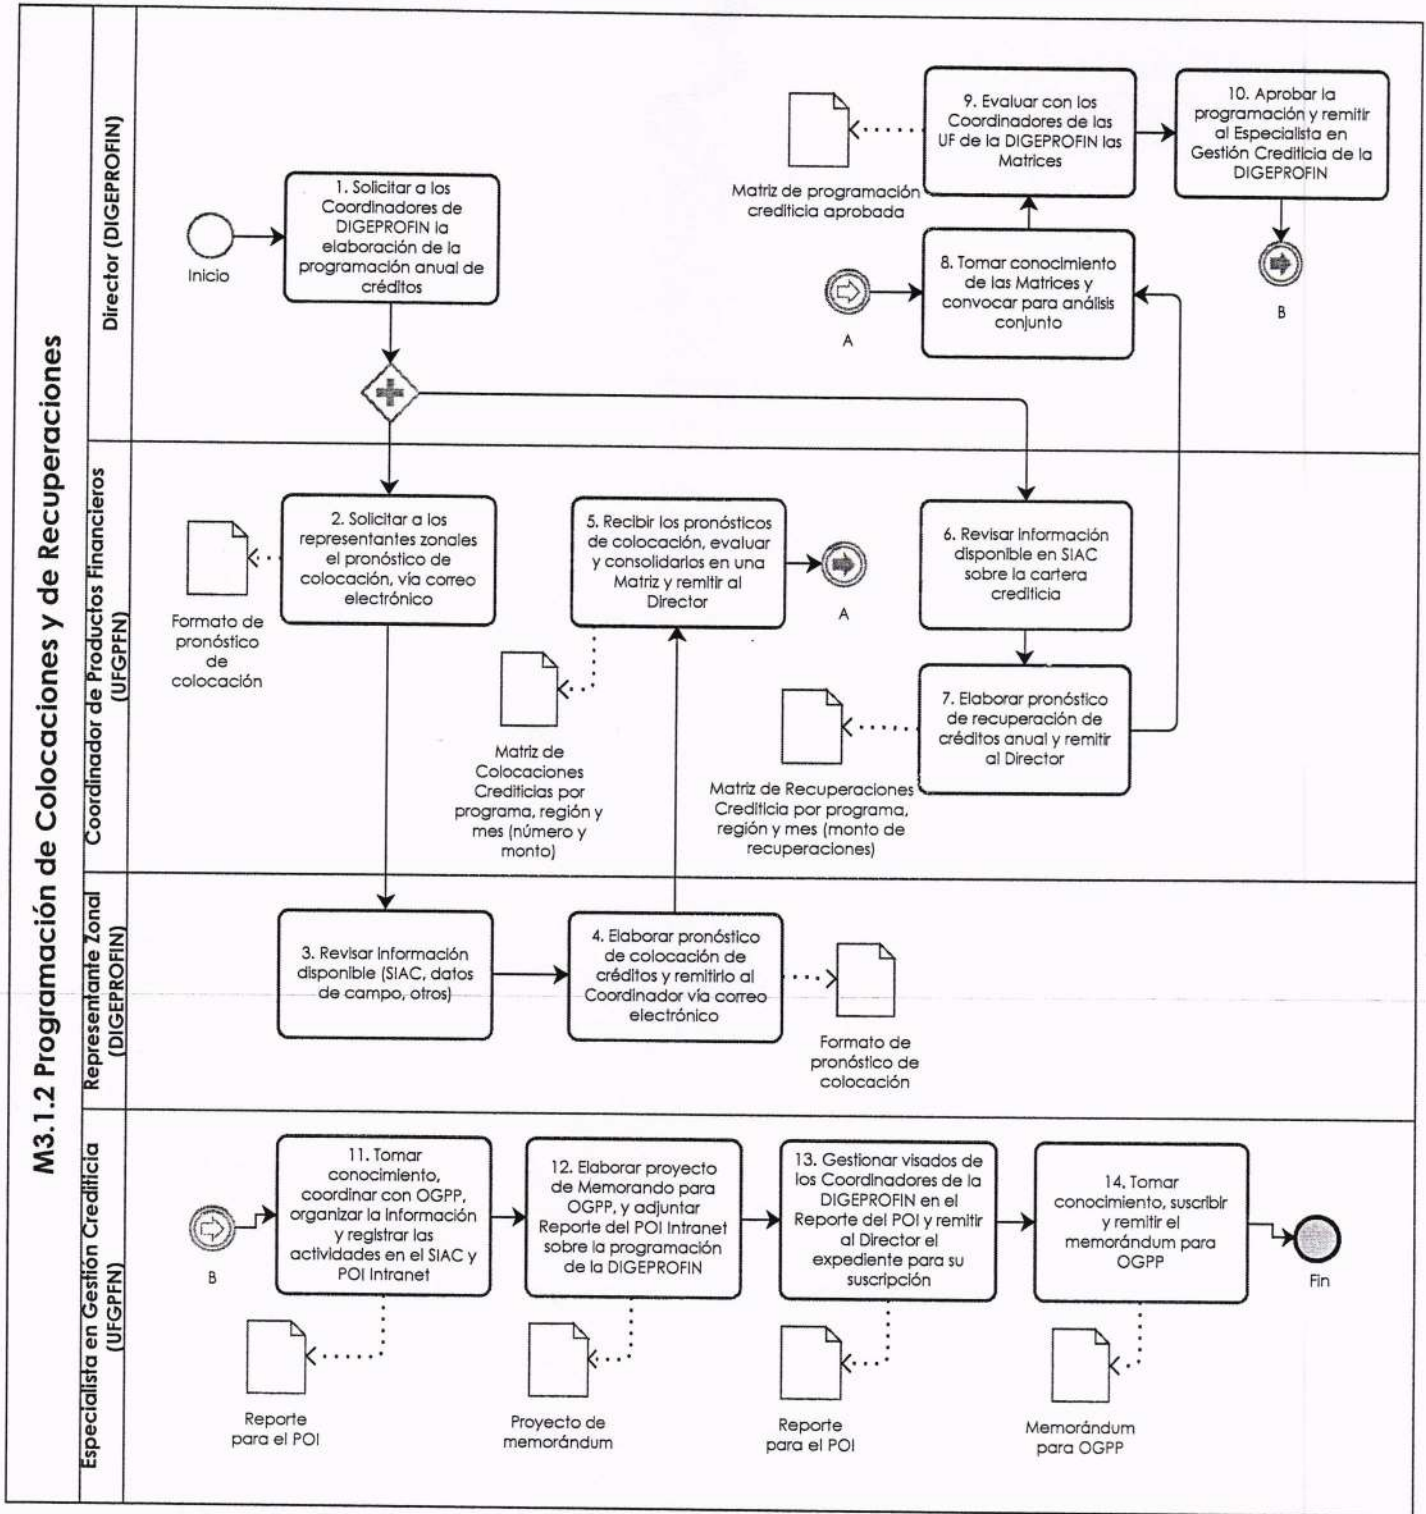 M3.1.2 Programación de Colocaciones y de Recuperaciones
Director (DIGEPROFIN)
Inicio
1. Solicitar a los
Coordinadores de
DIGEPROFIN la
elaboración de la
programación anual de
créditos
Matriz de programación
crediticia aprobada
9. Evaluar con los
Coordinadores de las
UF de la DIGEPROFIN las
Matrices
10. Aprobar la
programación y remitir
al Especialista en
Gestión Crediticia de la
DIGEPROFIN
A
8. Tomar conocimiento
de las Matrices y
convocar para análisis
conjunto
B
Coordinador de Productos Financieros
(UFGPFN)
Formato de
pronóstico
de
colocación
2. Solicitar a los
representantes zonales
el pronóstico de
colocación, vía correo
electrónico
5. Recibir los pronósticos
de colocación, evaluar
y consolidarlos en una
Matriz y remitir al
Director
A
6. Revisar información
disponible en SIAC
sobre la cartera
crediticia
Matriz de
Colocaciones
Crediticias por
programa, región y
mes (número y
monto)
Matriz de Recuperaciones
Crediticia por programa,
región y mes (monto de
recuperaciones)
7. Elaborar pronóstico
de recuperación de
créditos anual y remitir
al Director
Representante Zonal
(DIGEPROFIN)
3. Revisar información
disponible (SIAC, datos
de campo, otros)
4. Elaborar pronóstico
de colocación de
créditos y remitirlo al
Coordinador vía correo
electrónico
Formato de
pronóstico de
colocación
Especialista en Gestión Crediticia
(UFGPFN)
B
11. Tomar
conocimiento,
coordinar con OGPP,
organizar la información
y registrar las
actividades en el SIAC y
POI Intranet
12. Elaborar proyecto
de Memorando para
OGPP, y adjuntar
Reporte del POI Intranet
sobre la programación
de la DIGEPROFIN
13. Gestionar visados de
los Coordinadores de la
DIGEPROFIN en el
Reporte del POI y remitir
al Director el
expediente para su
suscripción
14. Tomar
conocimiento, suscribir
y remitir el
memorándum para
OGPP
Fin
Reporte
para el POI
Proyecto de
memorándum
Reporte
para el POI
Memorándum
para OGPP